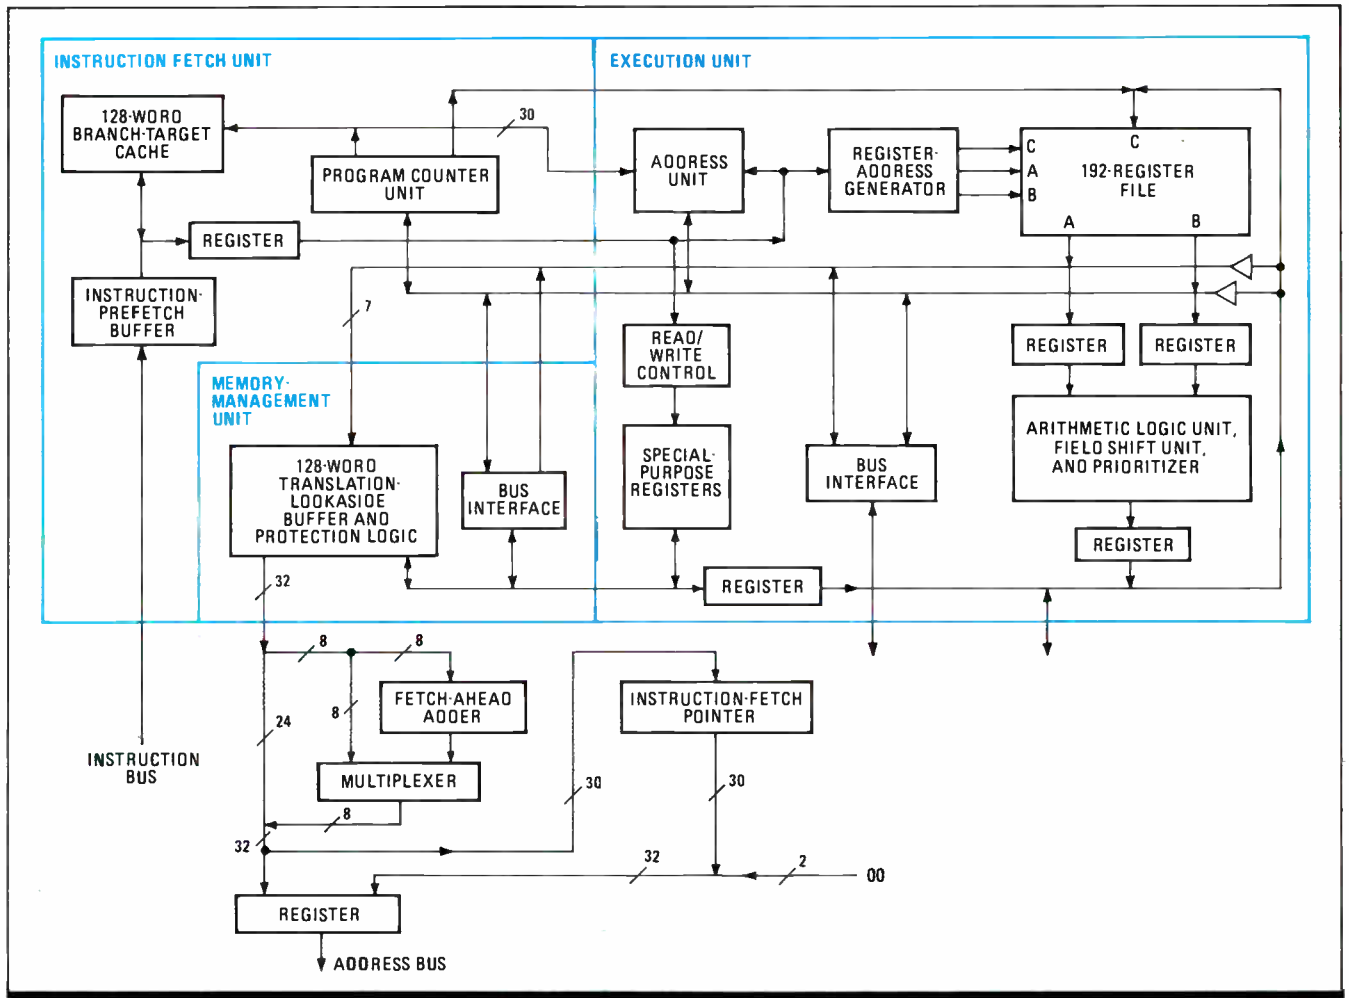 INSTRUCTION FETCH UNIT
EXECUTION UNIT
128-WORD
BRANCH-TARGET
CACHE
30
PROGRAM COUNTER
UNIT
ADDRESS
UNIT
REGISTER-
ADDRESS
GENERATOR
C
A
B
C
192-REGISTER
FILE
A
B
REGISTER
INSTRUCTION-
PREFETCH
BUFFER
7
READ/
WRITE
CONTROL
REGISTER
REGISTER
MEMORY-
MANAGEMENT
UNIT
128-WORD
TRANSLATION-
LOOKASIDE
BUFFER AND
PROTECTION LOGIC
BUS
INTERFACE
SPECIAL-
PURPOSE
REGISTERS
BUS
INTERFACE
ARITHMETIC LOGIC UNIT,
FIELD SHIFT UNIT,
AND PRIORITIZER
REGISTER
32
REGISTER
8
8
FETCH-AHEAD
ADDER
INSTRUCTION-FETCH
POINTER
8
24
INSTRUCTION
BUS
MULTIPLEXER
30
30
8
32
32
2
00
REGISTER
ADDRESS BUS